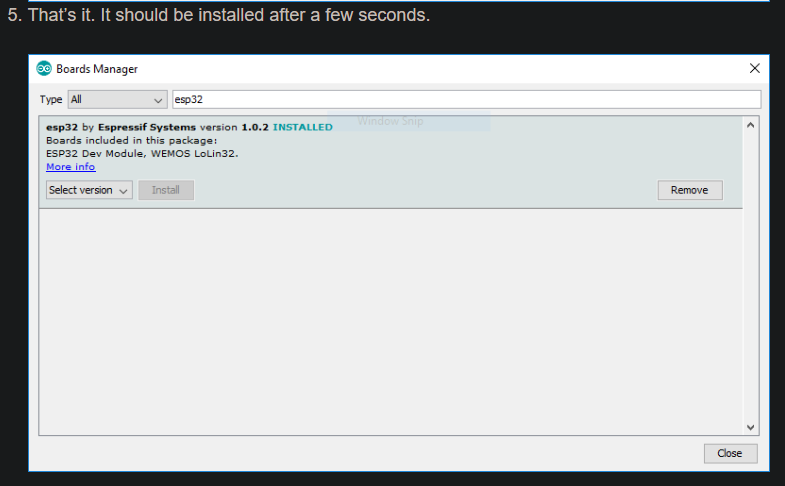 5. That's it. It should be installed after a few seconds.
Boards Manager
Type All esp32
Window Snip
esp32 by Espressif Systems version 1.0.2 INSTALLED
Boards included in this package:
ESP32 Dev Module, WEMOS LoLin32.
More info
Select version Install Remove
Close